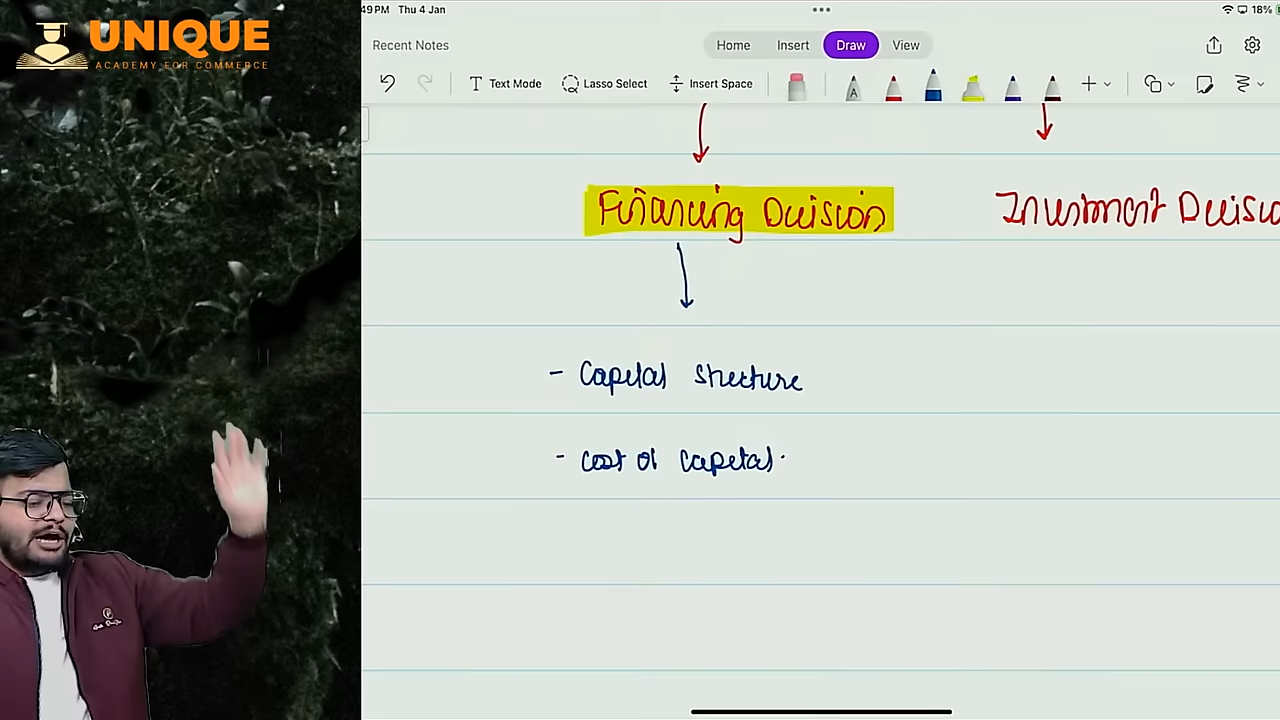 49 PM Thu 4 Jan
18%
UNIQUE
ACADEMY FOR COMMERCE
Recent Notes
Home Insert Draw View
Text Mode Lasso Select Insert Space
Financing Decision
Investment Decisio
- Capital Structure
- Cost of Capital.